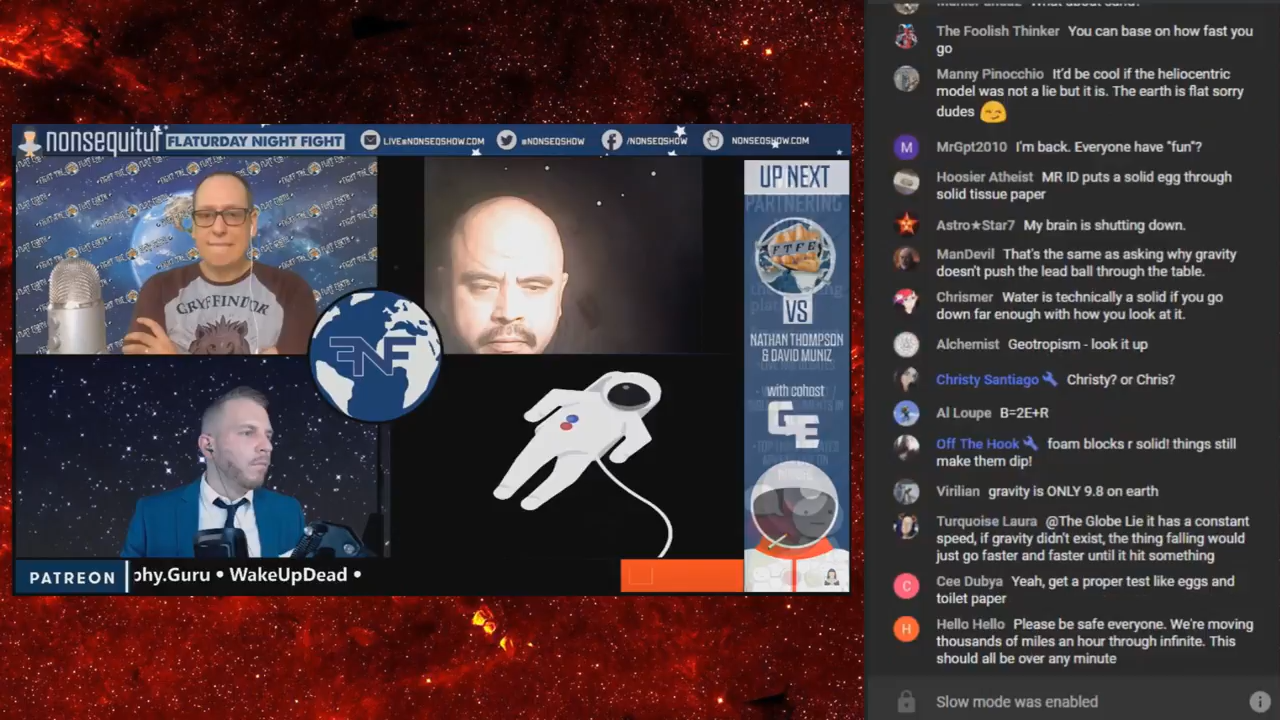 nonsequitur FLATURDAY NIGHT FIGHT LIVE@NONSEQSHOW.COM @NONSEQSHOW /NONSEQSHOW NONSEQSHOW.COM
GRYFFINDOR
FNF
UP NEXT
PARTNERING
FTFE
VS
NATHAN THOMPSON
& DAVID MUNIZ
with cohost
GE
PATREON phy.Guru • WakeUpDead •
What about sand?
The Foolish Thinker You can base on how fast you
go
Manny Pinocchio It'd be cool if the heliocentric
model was not a lie but it is. The earth is flat sorry
dudes
M
MrGpt2010 I'm back. Everyone have "fun"?
Hoosier Atheist MR ID puts a solid egg through
solid tissue paper
Astro★Star7 My brain is shutting down.
ManDevil That's the same as asking why gravity
doesn't push the lead ball through the table.
Chrismer Water is technically a solid if you go
down far enough with how you look at it.
Alchemist Geotropism - look it up
Christy Santiago Christy? or Chris?
Al Loupe B=2E+R
Off The Hook foam blocks r solid! things still
make them dip!
Virilian gravity is ONLY 9.8 on earth
Turquoise Laura @The Globe Lie it has a constant
speed, if gravity didn't exist, the thing falling would
just go faster and faster until it hit something
C
Cee Dubya Yeah, get a proper test like eggs and
toilet paper
H
Hello Hello Please be safe everyone. We're moving
thousands of miles an hour through infinite. This
should all be over any minute
Slow mode was enabled